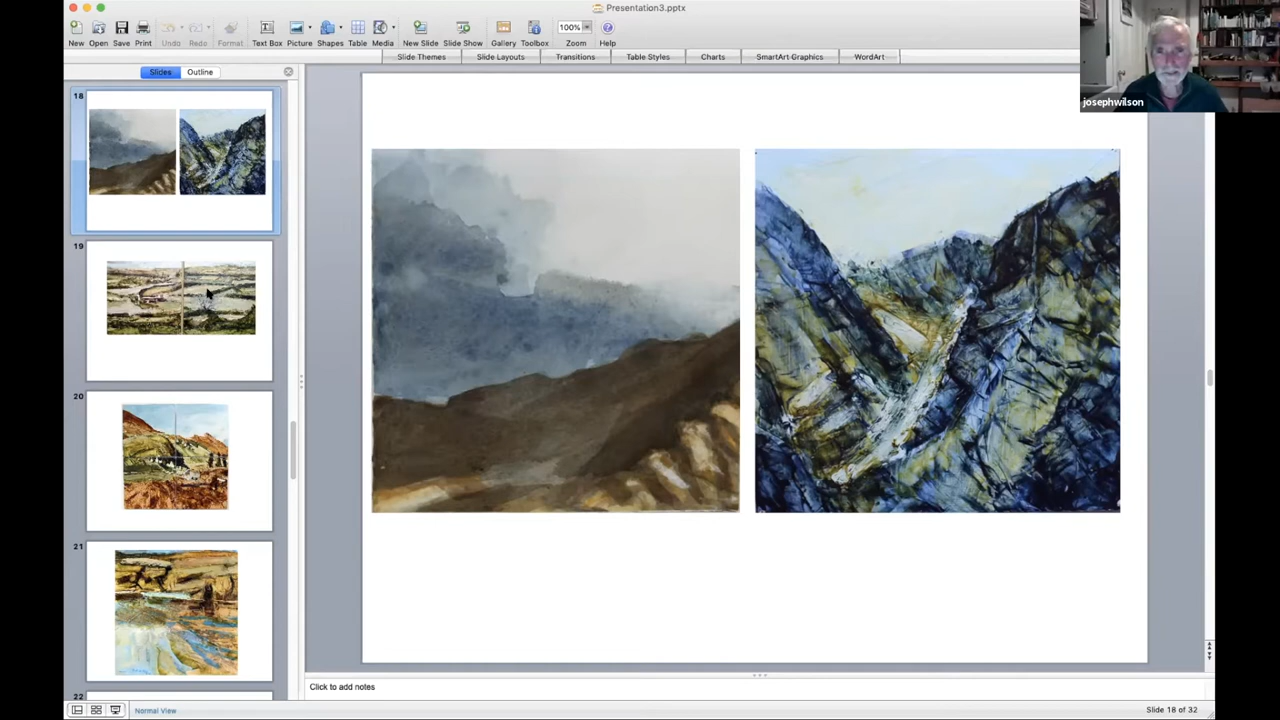 Presentation3.pptx
New Open Save Print Undo Redo Format Text Box Picture Shapes Table Media New Slide Slide Show Gallery Toolbox Zoom Help
100%
Slide Themes Slide Layouts Transitions Table Styles Charts SmartArt Graphics WordArt
Slides Outline
josephwilson
18
19
20
21
22
Click to add notes
Normal View
Slide 18 of 32